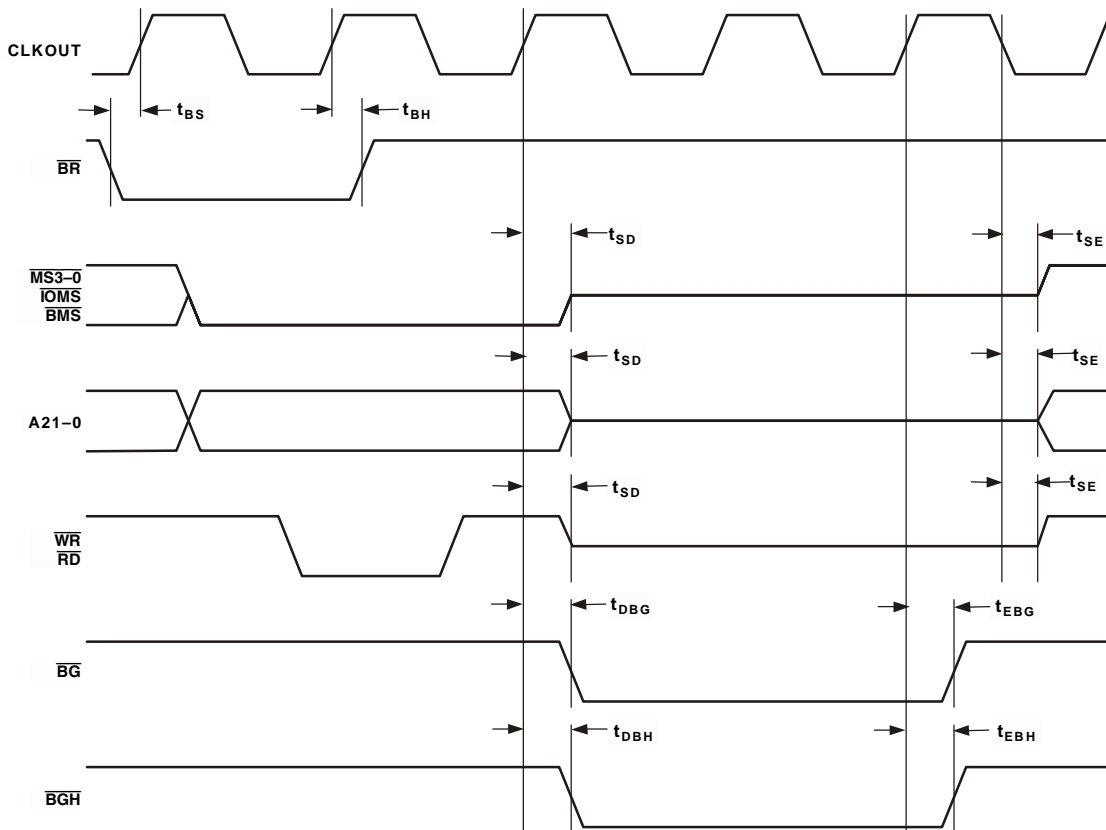 CLKOUT
tBS
tBH
BR
tSD
tSE
MS3–0
IOMS
BMS
tSD
tSE
A21–0
tSD
tSE
WR
RD
tDBG
tEBG
BG
tDBH
tEBH
BGH